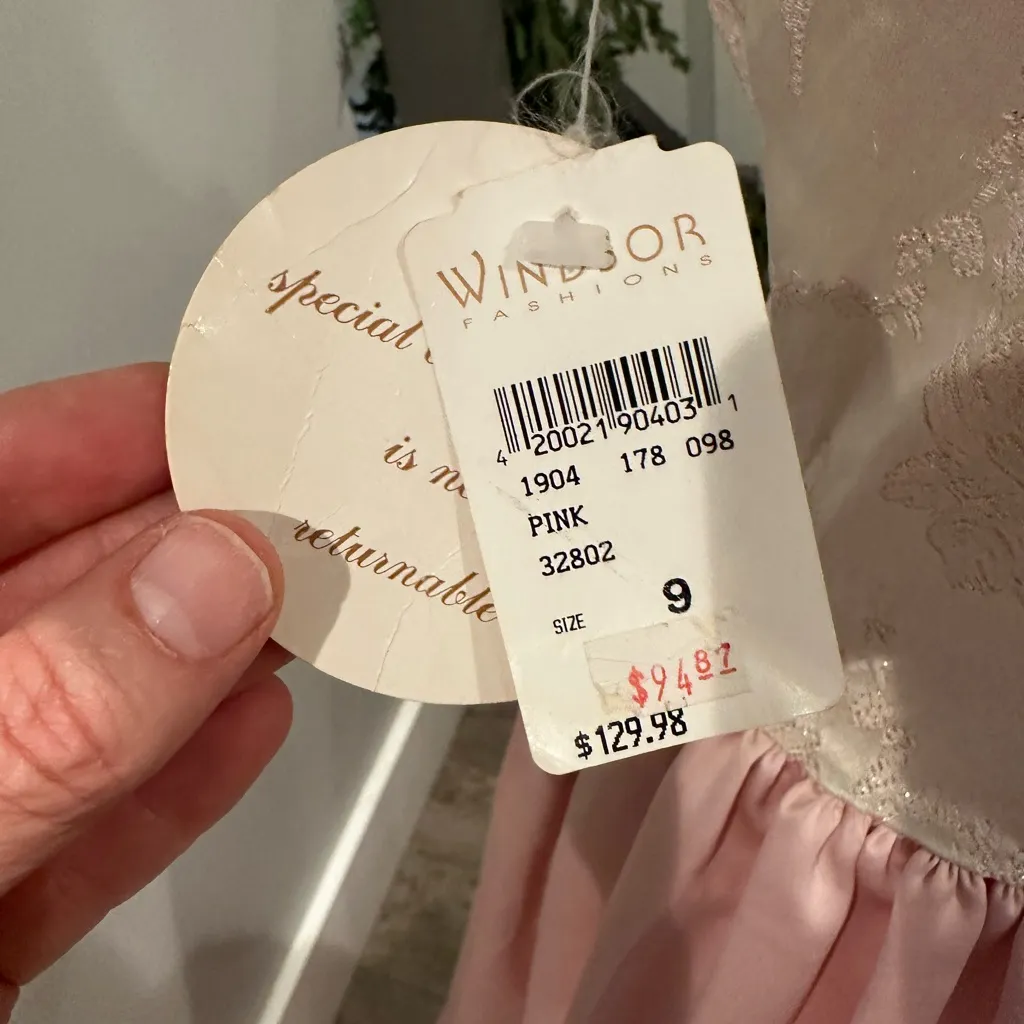 special
is
returnable
WINDSOR
FASHIONS
4 20021 90403 1
1904 178 098
PINK
32802
SIZE 9
$94.87
$129.98